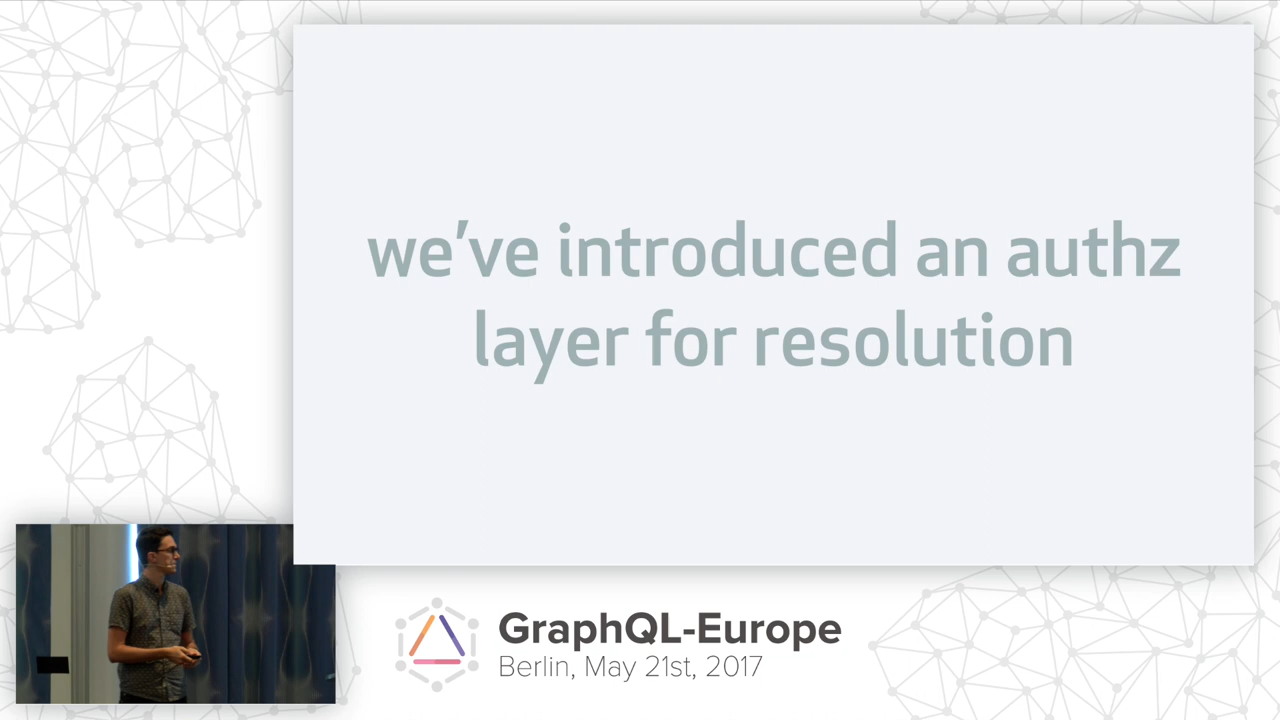 we've introduced an authz
layer for resolution
GraphQL-Europe
Berlin, May 21st, 2017